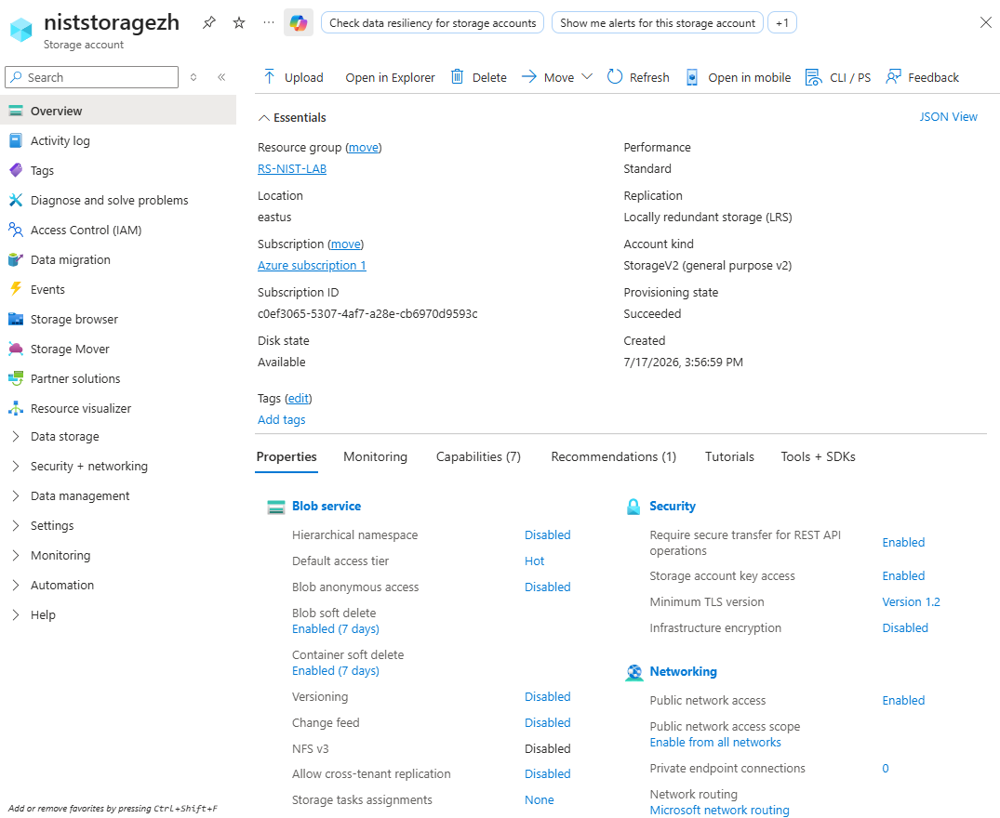 niststoragezh
Storage account
Check data resiliency for storage accounts
Show me alerts for this storage account
+1
Search
Upload
Open in Explorer
Delete
Move
Refresh
Open in mobile
CLI / PS
Feedback
Overview
Activity log
Tags
Diagnose and solve problems
Access Control (IAM)
Data migration
Events
Storage browser
Storage Mover
Partner solutions
Resource visualizer
Data storage
Security + networking
Data management
Settings
Monitoring
Automation
Help
Add or remove favorites by pressing Ctrl+Shift+F
Essentials
JSON View
Resource group (move)
RS-NIST-LAB
Location
eastus
Subscription (move)
Azure subscription 1
Subscription ID
c0ef3065-5307-4af7-a28e-cb6970d9593c
Disk state
Available
Performance
Standard
Replication
Locally redundant storage (LRS)
Account kind
StorageV2 (general purpose v2)
Provisioning state
Succeeded
Created
7/17/2026, 3:56:59 PM
Tags (edit)
Add tags
Properties
Monitoring
Capabilities (7)
Recommendations (1)
Tutorials
Tools + SDKs
Blob service
Hierarchical namespace Disabled
Default access tier Hot
Blob anonymous access Disabled
Blob soft delete
Enabled (7 days)
Container soft delete
Enabled (7 days)
Versioning Disabled
Change feed Disabled
NFS v3 Disabled
Allow cross-tenant replication Disabled
Storage tasks assignments None
Security
Require secure transfer for REST API
operations Enabled
Storage account key access Enabled
Minimum TLS version Version 1.2
Infrastructure encryption Disabled
Networking
Public network access Enabled
Public network access scope
Enable from all networks
Private endpoint connections 0
Network routing
Microsoft network routing